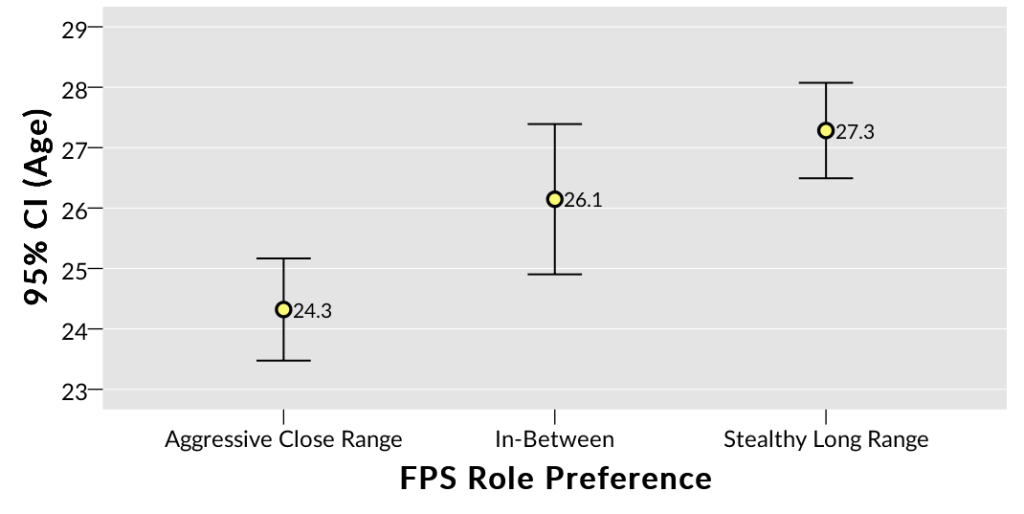 29
28
27
26
25
24
23
95% CI (Age)
27.3
26.1
24.3
Aggressive Close Range
In-Between
Stealthy Long Range
FPS Role Preference